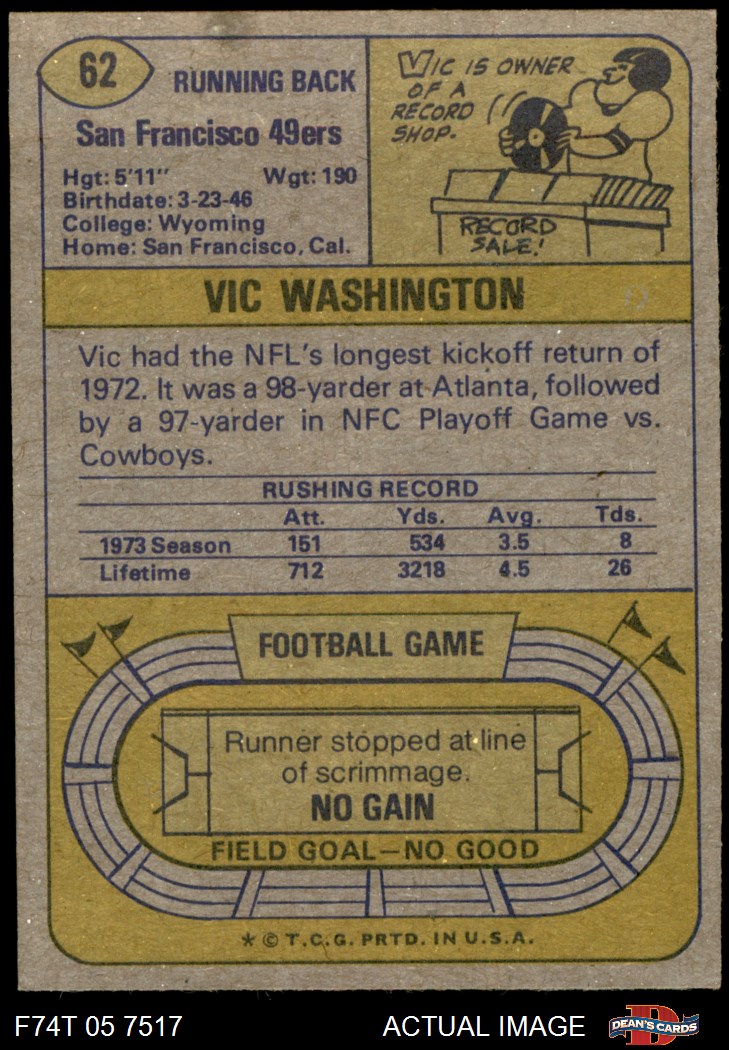 62
RUNNING BACK
San Francisco 49ers
Hgt: 5'11" Wgt: 190
Birthdate: 3-23-46
College: Wyoming
Home: San Francisco, Cal.
VIC IS OWNER
OF A
RECORD
SHOP.
RECORD
SALE!
VIC WASHINGTON
Vic had the NFL's longest kickoff return of
1972. It was a 98-yarder at Atlanta, followed
by a 97-yarder in NFC Playoff Game vs.
Cowboys.
RUSHING RECORD
Att. Yds. Avg. Tds.
1973 Season 151 534 3.5 8
Lifetime 712 3218 4.5 26
FOOTBALL GAME
Runner stopped at line
of scrimmage.
NO GAIN
FIELD GOAL—NO GOOD
* © T.C.G. PRTD. IN U.S.A.
F74T 05 7517 ACTUAL IMAGE DEAN'S CARDS